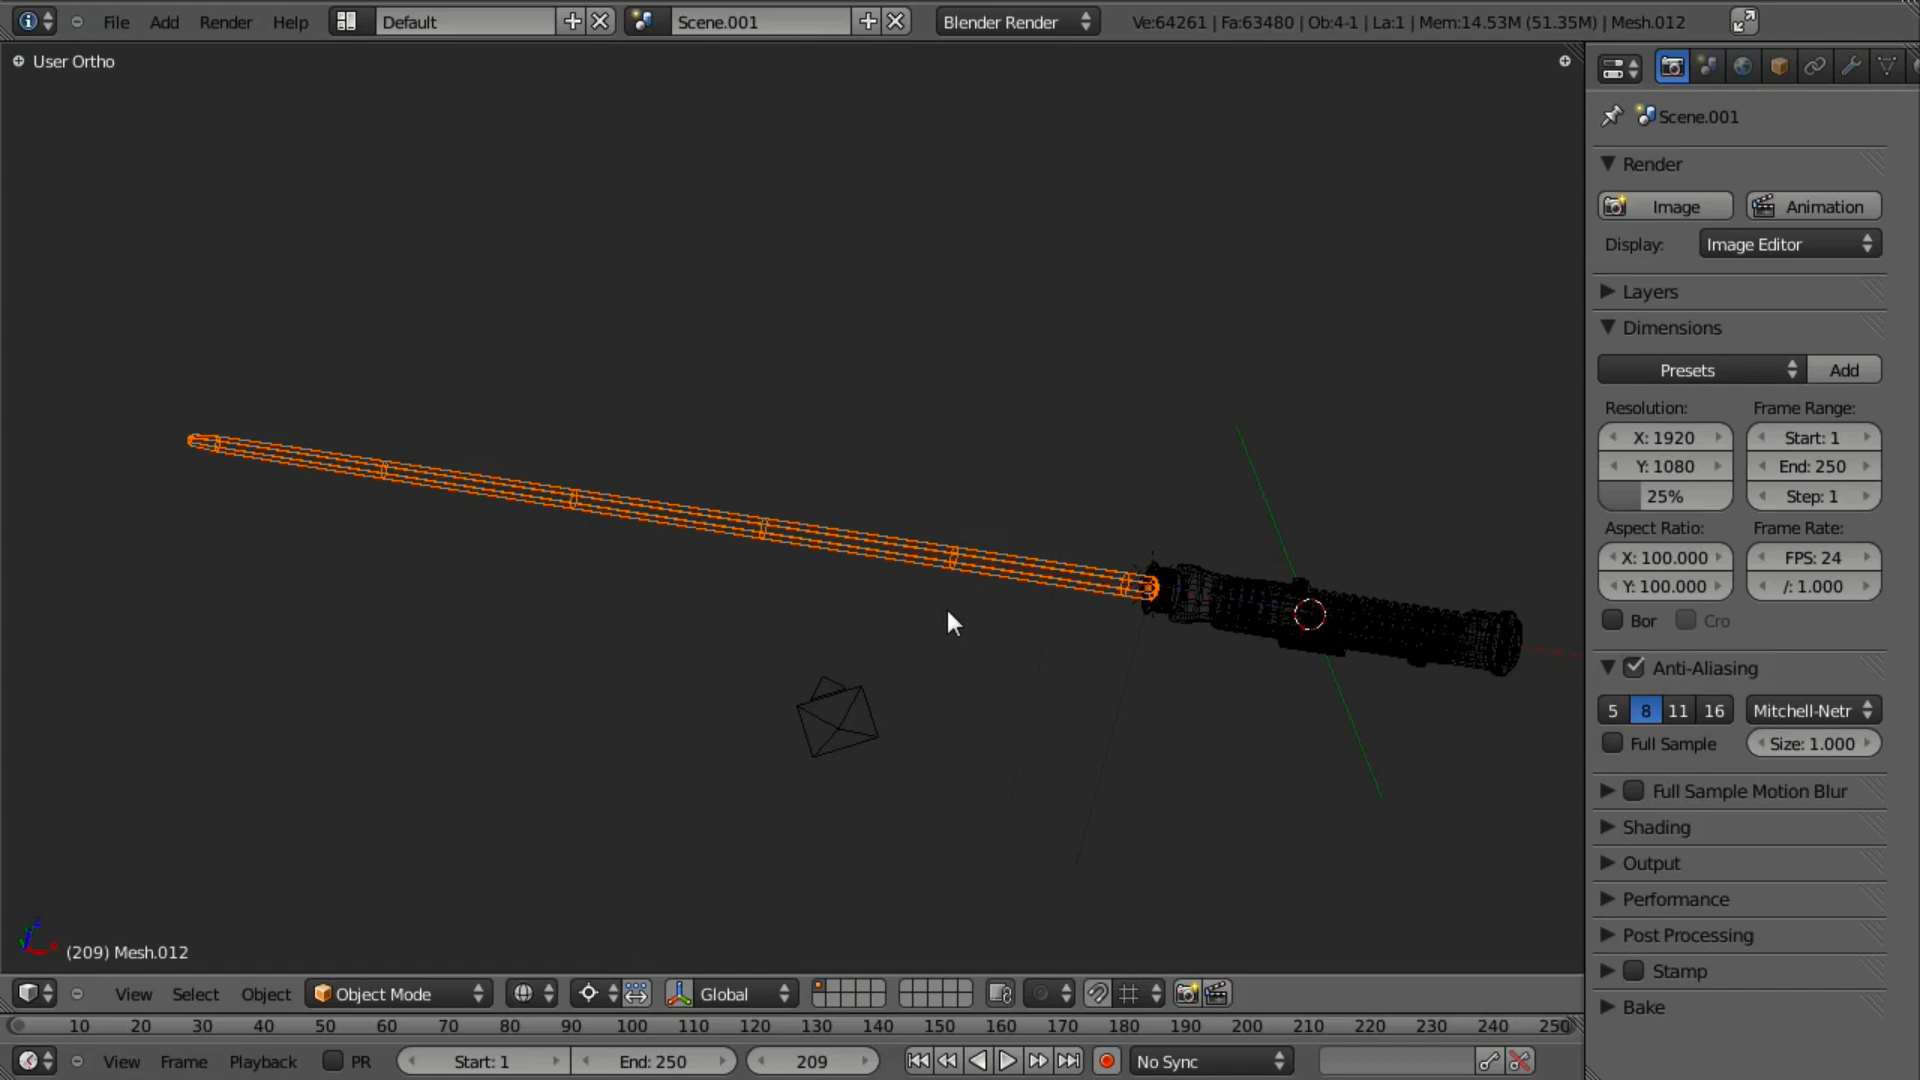 File Add Render Help Default Scene.001 Blender Render Ve:64261 | Fa:63480 | Ob:4-1 | La:1 | Mem:14.53M (51.35M) | Mesh.012
User Ortho
Scene.001
Render
Image Animation
Display: Image Editor
Layers
Dimensions
Presets Add
Resolution: Frame Range:
X: 1920 Start: 1
Y: 1080 End: 250
25% Step: 1
Aspect Ratio: Frame Rate:
X: 100.000 FPS: 24
Y: 100.000 /: 1.000
Bor Cro
Anti-Aliasing
5 8 11 16 Mitchell-Netr
Full Sample Size: 1.000
Full Sample Motion Blur
Shading
Output
Performance
Post Processing
Stamp
Bake
(209) Mesh.012
View Select Object Object Mode Global
10 20 30 40 50 60 70 80 90 100 110 120 130 140 150 160 170 180 190 200 210 220 230 240 250
View Frame Playback PR Start: 1 End: 250 209 No Sync